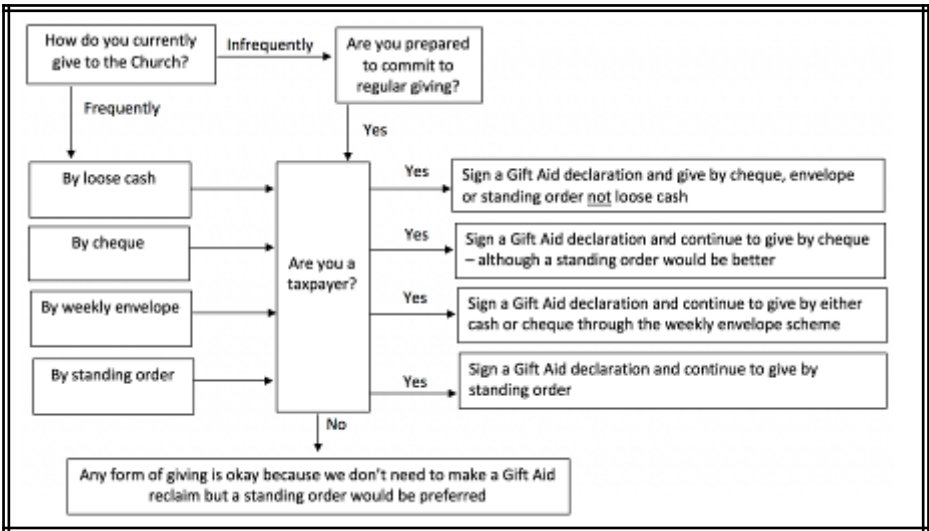 How do you currently
give to the Church?
Infrequently
Are you prepared
to commit to
regular giving?
Frequently
Yes
By loose cash
Yes
Sign a Gift Aid declaration and give by cheque, envelope
or standing order not loose cash
By cheque
Yes
Sign a Gift Aid declaration and continue to give by cheque
– although a standing order would be better
Are you a
taxpayer?
By weekly envelope
Yes
Sign a Gift Aid declaration and continue to give by either
cash or cheque through the weekly envelope scheme
By standing order
Yes
Sign a Gift Aid declaration and continue to give by
standing order
No
Any form of giving is okay because we don't need to make a Gift Aid
reclaim but a standing order would be preferred